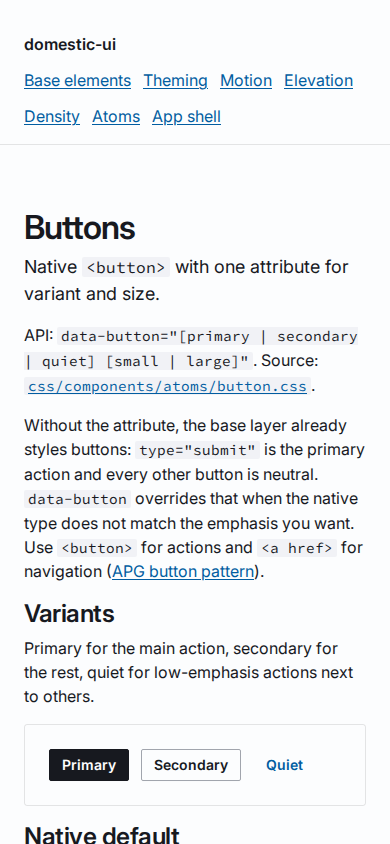 domestic-ui
Base elements Theming Motion Elevation
Density Atoms App shell
Buttons
Native <button> with one attribute for
variant and size.
API: data-button="[primary | secondary
| quiet] [small | large]". Source:
css/components/atoms/button.css.
Without the attribute, the base layer already
styles buttons: type="submit" is the primary
action and every other button is neutral.
data-button overrides that when the native
type does not match the emphasis you want.
Use <button> for actions and <a href> for
navigation (APG button pattern).
Variants
Primary for the main action, secondary for
the rest, quiet for low-emphasis actions next
to others.
Primary Secondary Quiet
Native default